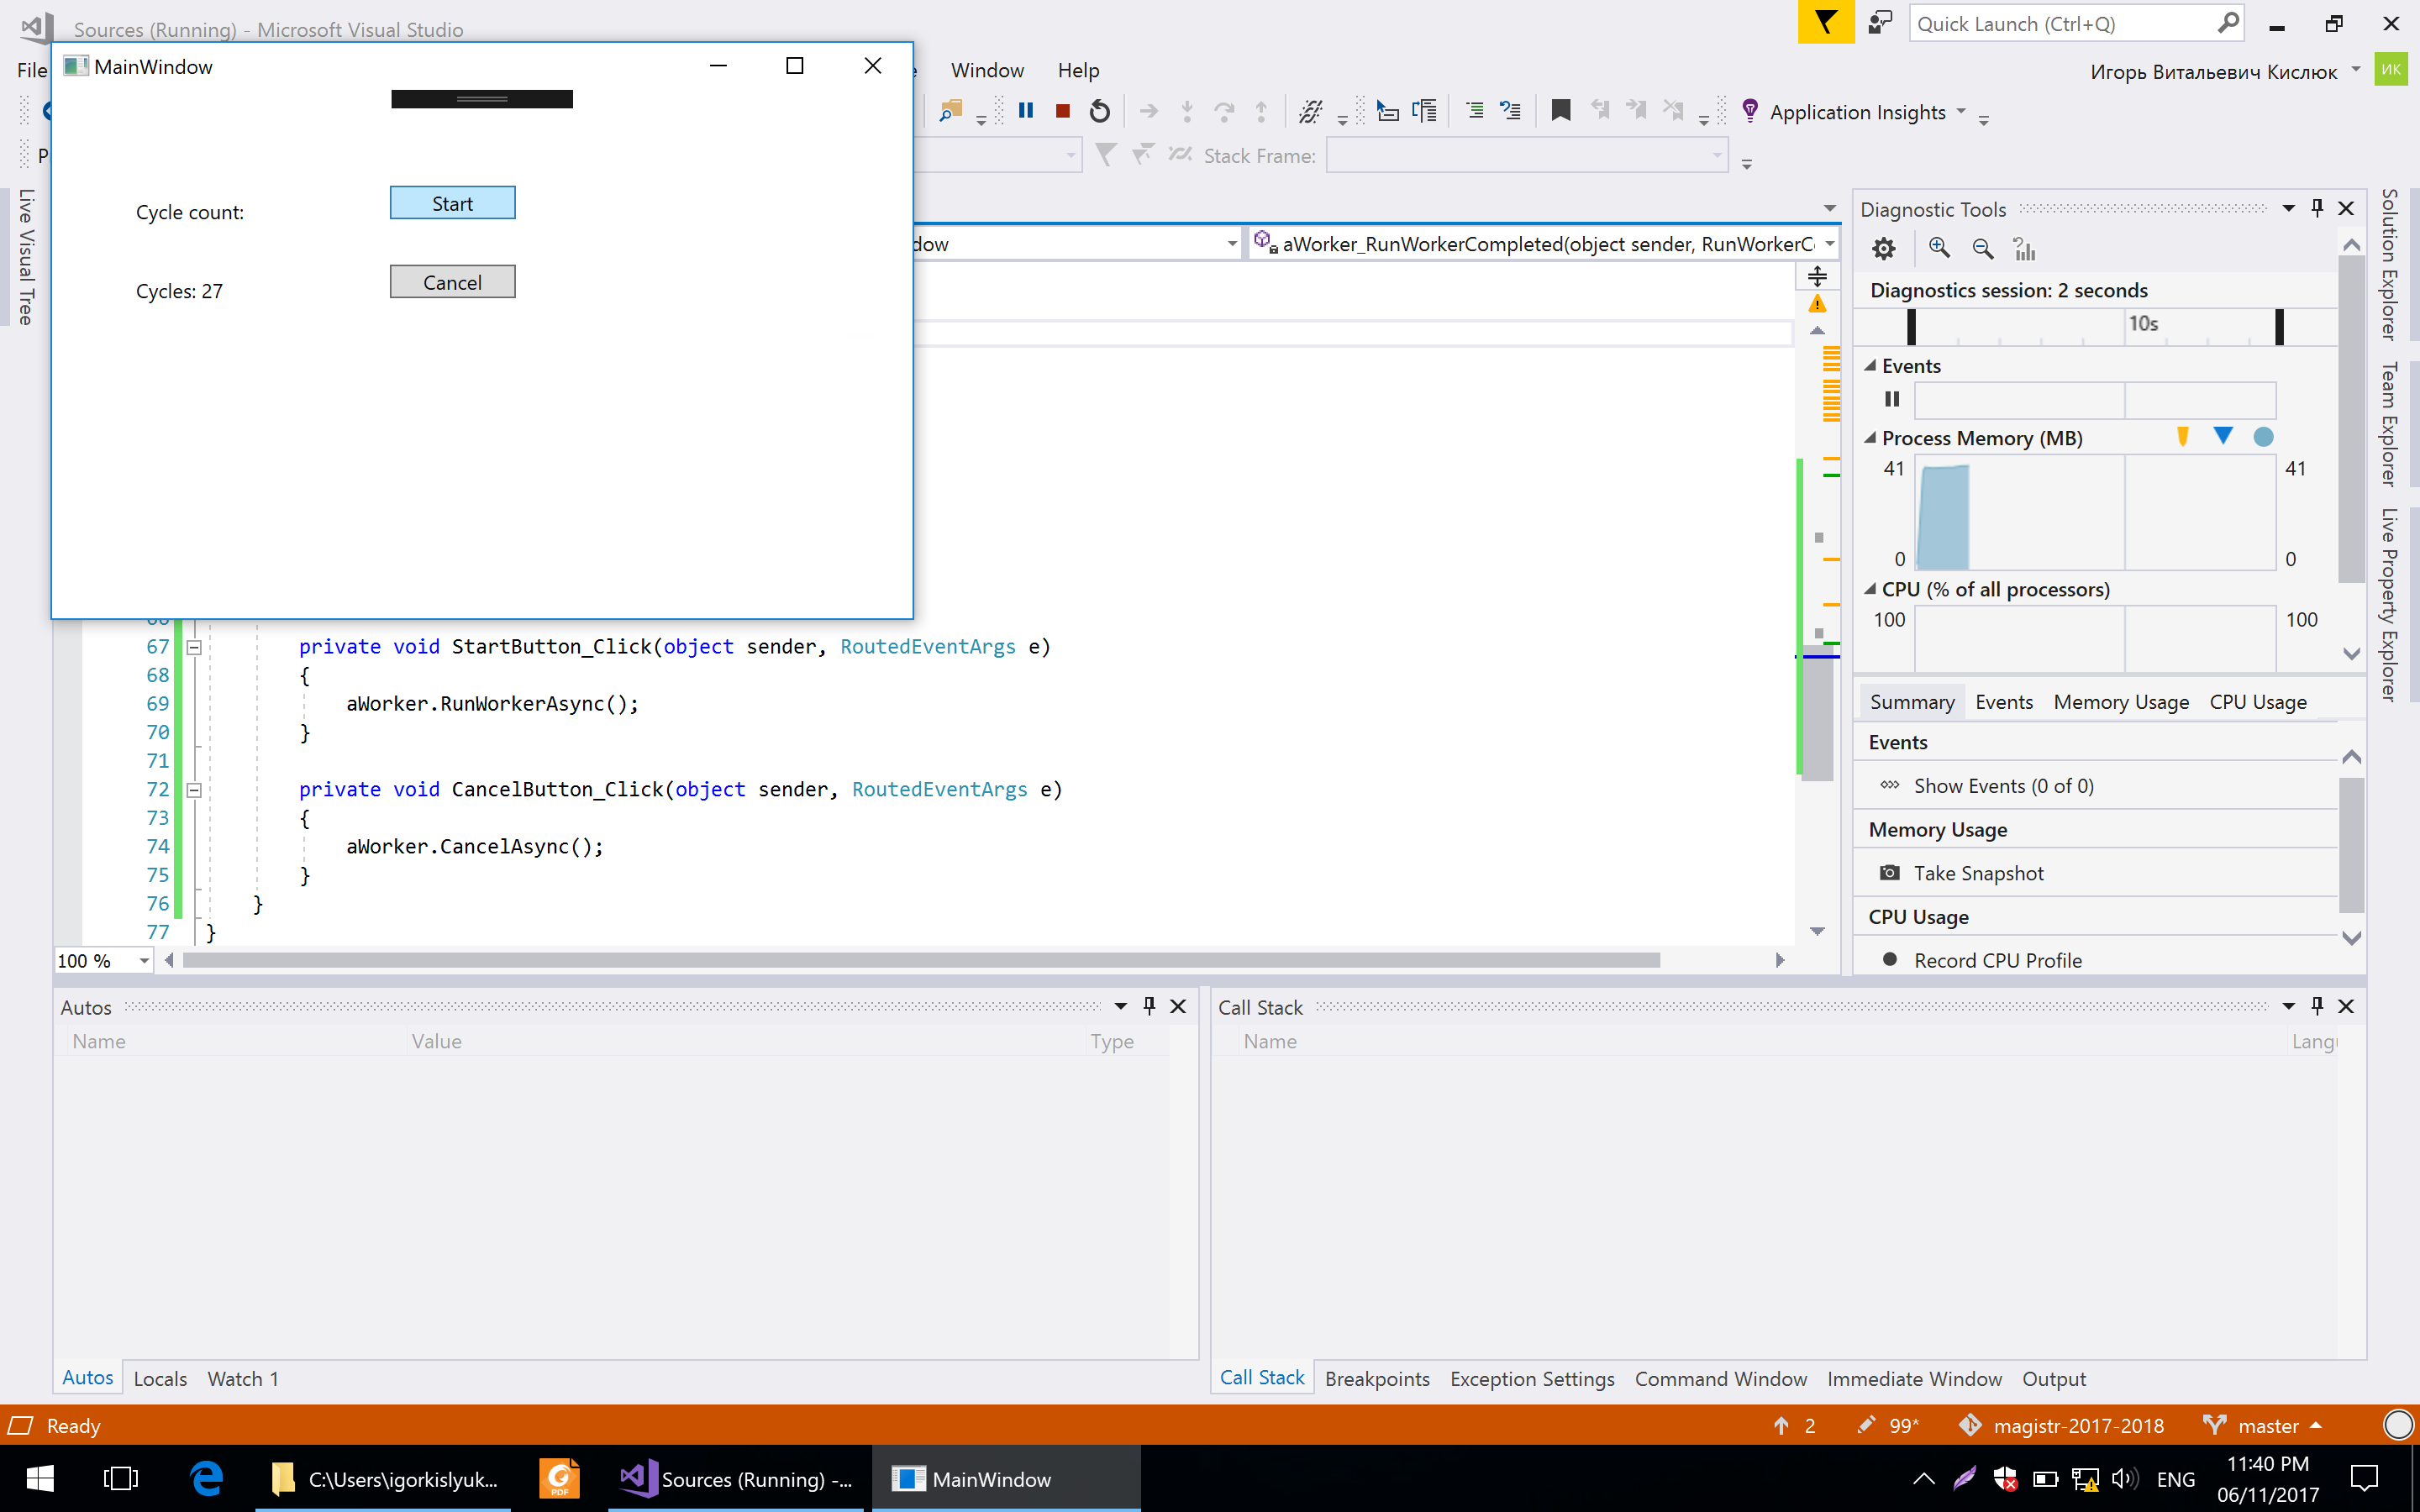 Sources (Running) - Microsoft Visual Studio
Quick Launch (Ctrl+Q)
File
Window Help
Игорь Витальевич Кислюк
ИК
MainWindow
Application Insights
P
Stack Frame:
Cycle count:
Start
Cycles: 27
Cancel
Live Visual Tree
dow
aWorker_RunWorkerCompleted(object sender, RunWorkerC
67 private void StartButton_Click(object sender, RoutedEventArgs e)
68 {
69 aWorker.RunWorkerAsync();
70 }
71
72 private void CancelButton_Click(object sender, RoutedEventArgs e)
73 {
74 aWorker.CancelAsync();
75 }
76 }
77 }
100 %
Diagnostic Tools
Diagnostics session: 2 seconds
10s
Events
Process Memory (MB)
41 41
0 0
CPU (% of all processors)
100 100
Summary Events Memory Usage CPU Usage
Events
Show Events (0 of 0)
Memory Usage
Take Snapshot
CPU Usage
Record CPU Profile
Solution Explorer
Team Explorer
Live Property Explorer
Autos
Name Value Type
Autos Locals Watch 1
Call Stack
Name Langu
Call Stack Breakpoints Exception Settings Command Window Immediate Window Output
Ready
2 99* magistr-2017-2018 master
C:\Users\igorkislyuk...
PDF
Sources (Running) -...
MainWindow
ENG
11:40 PM
06/11/2017